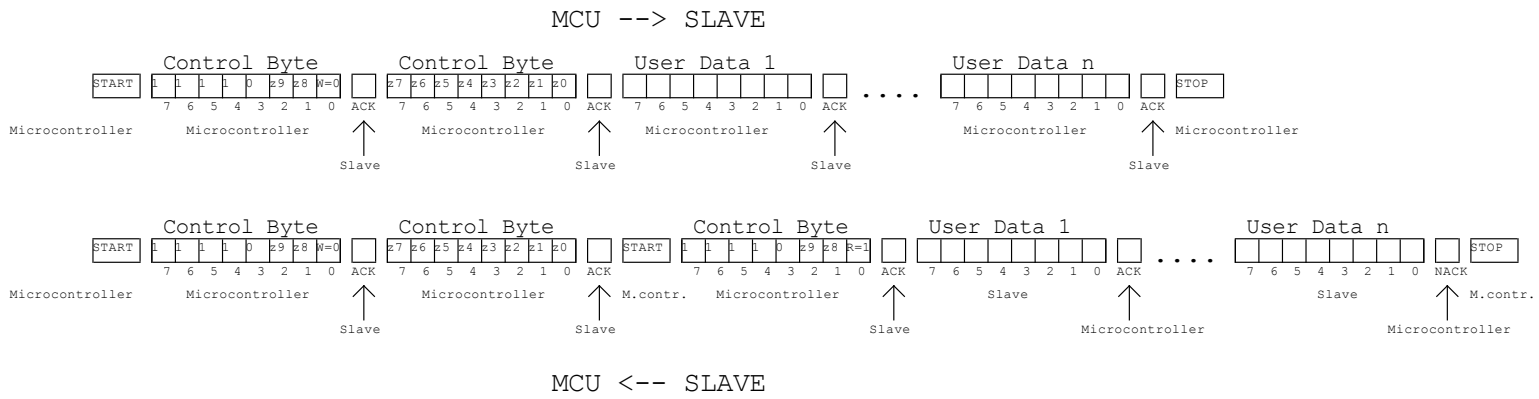 MCU --> SLAVE
Control Byte Control Byte User Data 1 User Data n
START 1 1 1 1 0 z9 z8 W=0 z7 z6 z5 z4 z3 z2 z1 z0 .... STOP
7 6 5 4 3 2 1 0 ACK 7 6 5 4 3 2 1 0 ACK 7 6 5 4 3 2 1 0 ACK 7 6 5 4 3 2 1 0 ACK
Microcontroller Microcontroller Microcontroller Microcontroller Microcontroller Microcontroller
Slave Slave Slave Slave
Control Byte Control Byte Control Byte User Data 1 User Data n
START 1 1 1 1 0 z9 z8 W=0 z7 z6 z5 z4 z3 z2 z1 z0 START 1 1 1 1 0 z9 z8 R=1 .... STOP
7 6 5 4 3 2 1 0 ACK 7 6 5 4 3 2 1 0 ACK 7 6 5 4 3 2 1 0 ACK 7 6 5 4 3 2 1 0 ACK 7 6 5 4 3 2 1 0 NACK
Microcontroller Microcontroller Microcontroller M.contr. Microcontroller Slave Slave M.contr.
Slave Slave Slave Microcontroller Microcontroller
MCU <-- SLAVE